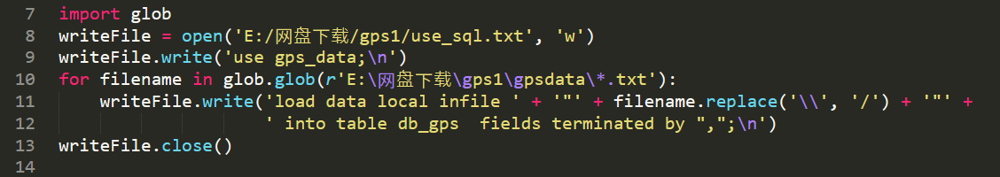 7 import glob
8 writeFile = open('E:/网盘下载/gps1/use_sql.txt', 'w')
9 writeFile.write('use gps_data;\n')
10 for filename in glob.glob(r'E:\网盘下载\gps1\gpsdata\*.txt'):
11     writeFile.write('load data local infile ' + '"' + filename.replace('\\', '/') + '"' +
12                     ' into table db_gps  fields terminated by ",";\n')
13 writeFile.close()
14